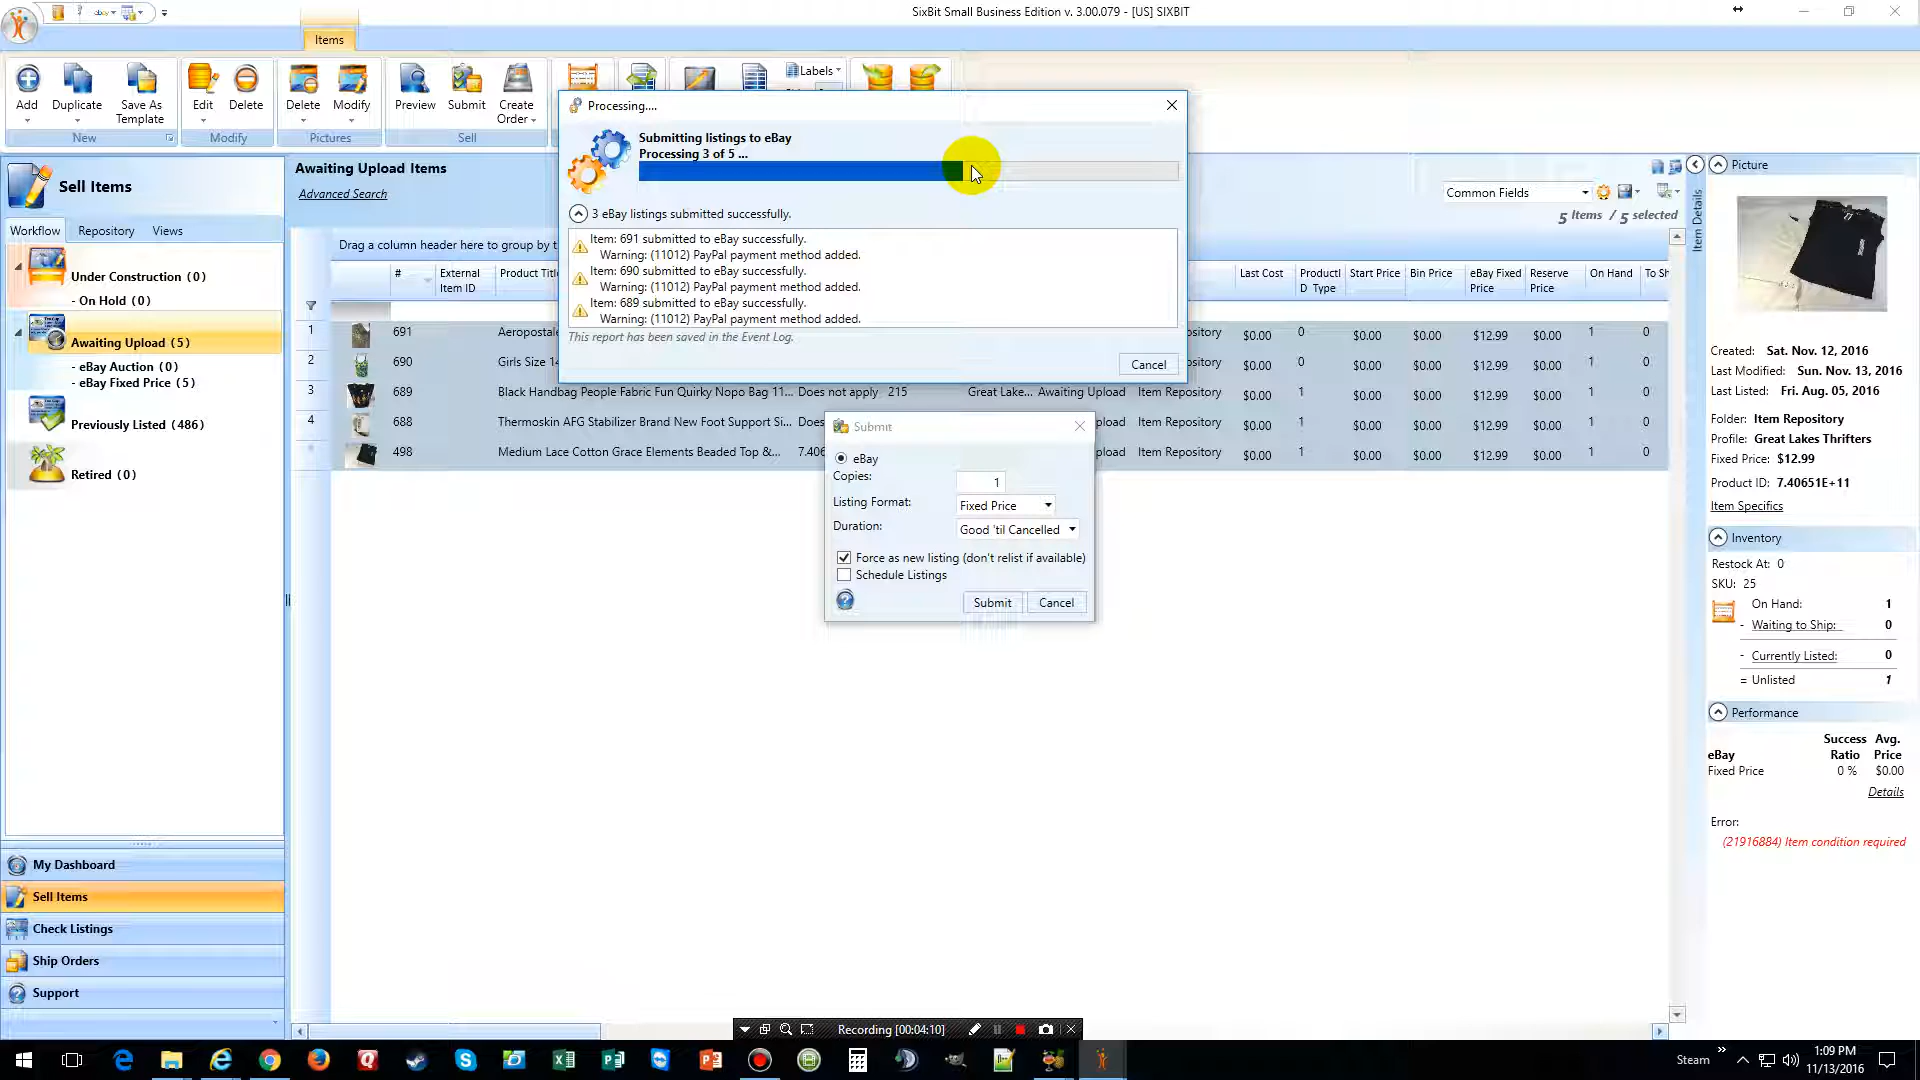 SixBit Small Business Edition v. 3.00.079 - [US] SIXBIT
Items
Add
Duplicate
Save As
Template
Edit
Delete
Delete
Modify
Preview
Submit
Create
Order
Labels
New
Modify
Pictures
Sell
Processing....
Submitting listings to eBay
Processing 3 of 5 ...
3 eBay listings submitted successfully.
Item: 691 submitted to eBay successfully.
Warning: (11012) PayPal payment method added.
Item: 690 submitted to eBay successfully.
Warning: (11012) PayPal payment method added.
Item: 689 submitted to eBay successfully.
Warning: (11012) PayPal payment method added.
This report has been saved in the Event Log.
Cancel
Sell Items
Workflow Repository Views
Under Construction (0)
- On Hold (0)
Awaiting Upload (5)
- eBay Auction (0)
- eBay Fixed Price (5)
Previously Listed (486)
Retired (0)
My Dashboard
Sell Items
Check Listings
Ship Orders
Support
Awaiting Upload Items
Advanced Search
Common Fields
5 Items / 5 selected
Drag a column header here to group by t
# External Item ID Product Titl Last Cost ProductI D Type Start Price Bin Price eBay Fixed Price Reserve Price On Hand To Sh
1 691 Aeropostale ository $0.00 0 $0.00 $0.00 $12.99 $0.00 1 0
2 690 Girls Size 14 ository $0.00 0 $0.00 $0.00 $12.99 $0.00 1 0
3 689 Black Handbag People Fabric Fun Quirky Nopo Bag 11... Does not apply 215 Great Lake... Awaiting Upload Item Repository $0.00 1 $0.00 $0.00 $12.99 $0.00 1 0
4 688 Thermoskin AFG Stabilizer Brand New Foot Support Si... Does pload Item Repository $0.00 1 $0.00 $0.00 $12.99 $0.00 1 0
498 Medium Lace Cotton Grace Elements Beaded Top &... 7.406 pload Item Repository $0.00 1 $0.00 $0.00 $12.99 $0.00 1 0
Submit
eBay
Copies: 1
Listing Format: Fixed Price
Duration: Good 'til Cancelled
Force as new listing (don't relist if available)
Schedule Listings
Submit Cancel
Item Details
Picture
Created: Sat. Nov. 12, 2016
Last Modified: Sun. Nov. 13, 2016
Last Listed: Fri. Aug. 05, 2016
Folder: Item Repository
Profile: Great Lakes Thrifters
Fixed Price: $12.99
Product ID: 7.40651E+11
Item Specifics
Inventory
Restock At: 0
SKU: 25
On Hand: 1
- Waiting to Ship: 0
- Currently Listed: 0
= Unlisted 1
Performance
Success Avg.
eBay Ratio Price
Fixed Price 0 % $0.00
Details
Error:
(21916884) Item condition required
Recording [00:04:10]
Steam
1:09 PM
11/13/2016